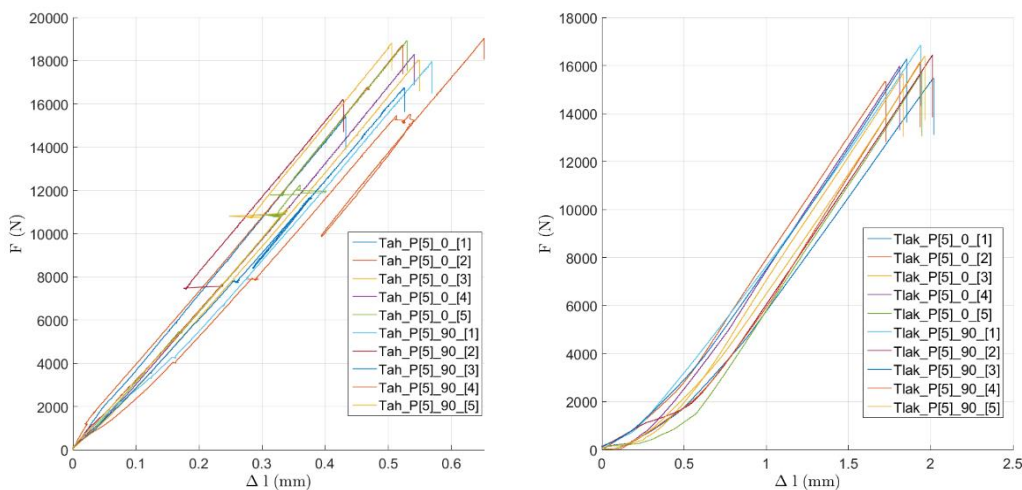 20000
18000
16000
14000
12000
10000
8000
6000
4000
2000
0
F (N)
0
0.1
0.2
0.3
0.4
0.5
0.6
Δ l (mm)
Tah_P[5]_0_[1]
Tah_P[5]_0_[2]
Tah_P[5]_0_[3]
Tah_P[5]_0_[4]
Tah_P[5]_0_[5]
Tah_P[5]_90_[1]
Tah_P[5]_90_[2]
Tah_P[5]_90_[3]
Tah_P[5]_90_[4]
Tah_P[5]_90_[5]
18000
16000
14000
12000
10000
8000
6000
4000
2000
0
F (N)
0
0.5
1
1.5
2
2.5
Δ l (mm)
Tlak_P[5]_0_[1]
Tlak_P[5]_0_[2]
Tlak_P[5]_0_[3]
Tlak_P[5]_0_[4]
Tlak_P[5]_0_[5]
Tlak_P[5]_90_[1]
Tlak_P[5]_90_[2]
Tlak_P[5]_90_[3]
Tlak_P[5]_90_[4]
Tlak_P[5]_90_[5]